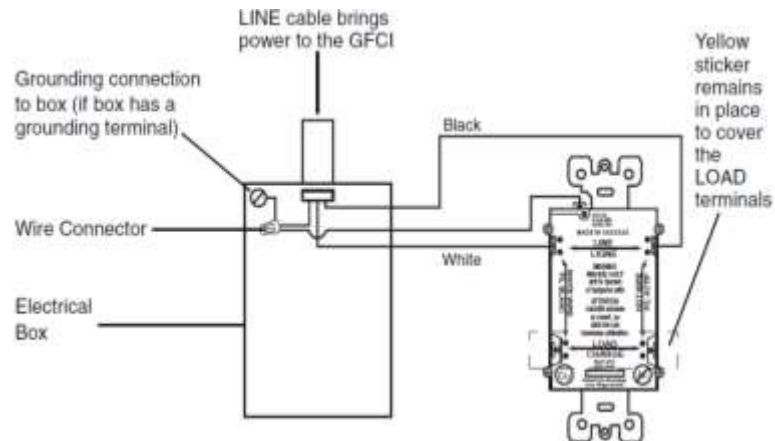 LINE cable brings
power to the GFCI
Grounding connection
to box (if box has a
grounding terminal)
Yellow
sticker
remains
in place
to cover
the
LOAD
terminals
Black
Wire Connector
White
Electrical
Box
LINE
LOAD